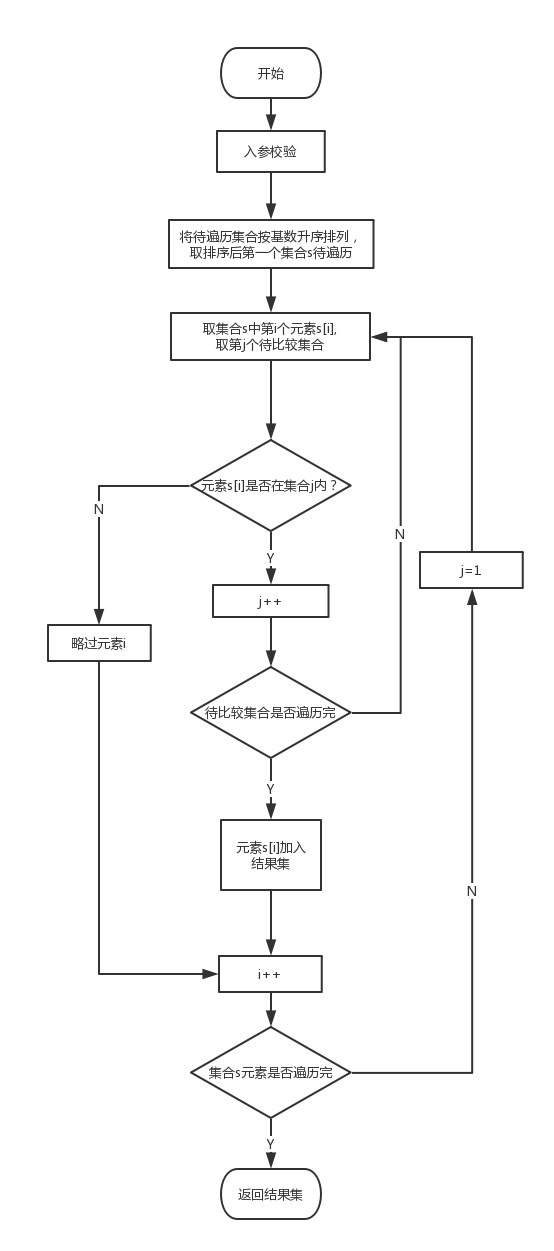 开始
入参校验
将待遍历集合按基数升序排列，
取排序后第一个集合s待遍历
取集合s中第i个元素s[i],
取第j个待比较集合
元素s[i]是否在集合j内？
N
Y
N
j++
j=1
略过元素i
待比较集合是否遍历完
Y
元素s[i]加入
结果集
N
i++
集合s元素是否遍历完
Y
返回结果集